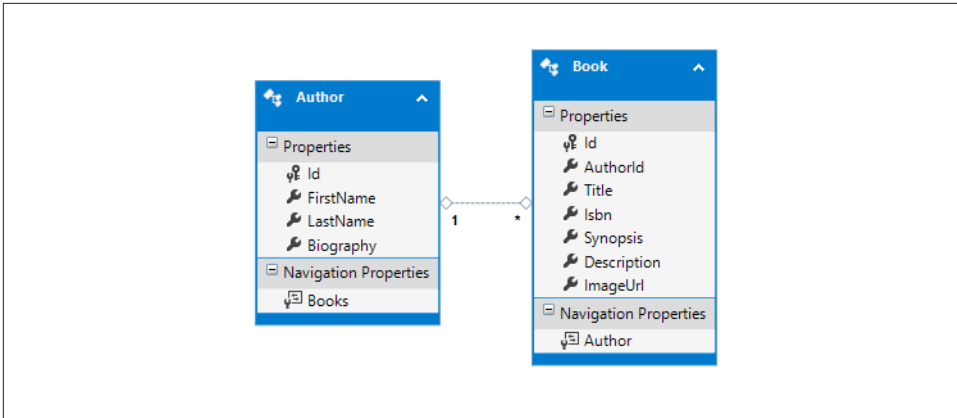 Author
Properties
Id
FirstName
LastName
Biography
Navigation Properties
Books
1
*
Book
Properties
Id
AuthorId
Title
Isbn
Synopsis
Description
ImageUrl
Navigation Properties
Author